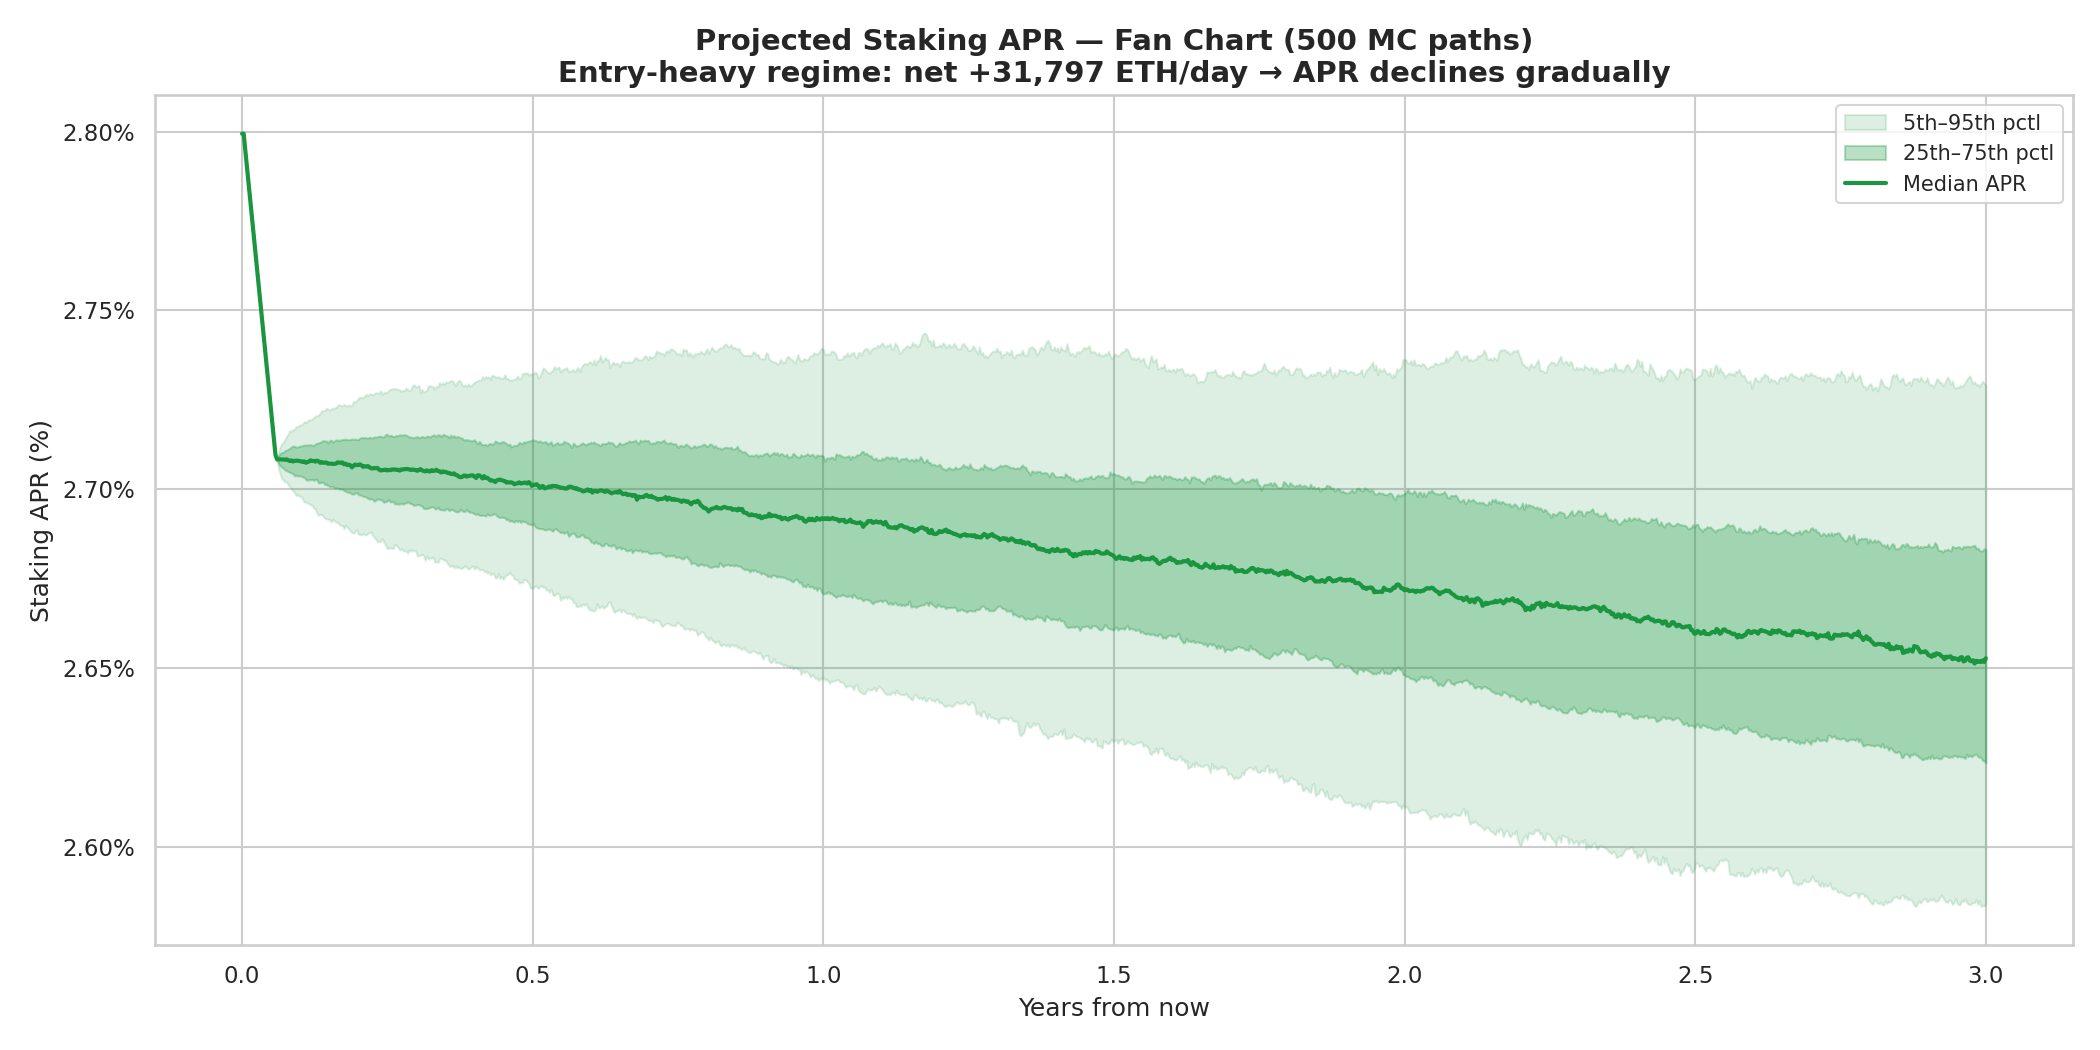 Projected Staking APR — Fan Chart (500 MC paths)
Entry-heavy regime: net +31,797 ETH/day → APR declines gradually
5th–95th pctl
25th–75th pctl
Median APR
Staking APR (%)
2.80%
2.75%
2.70%
2.65%
2.60%
0.0
0.5
1.0
1.5
2.0
2.5
3.0
Years from now